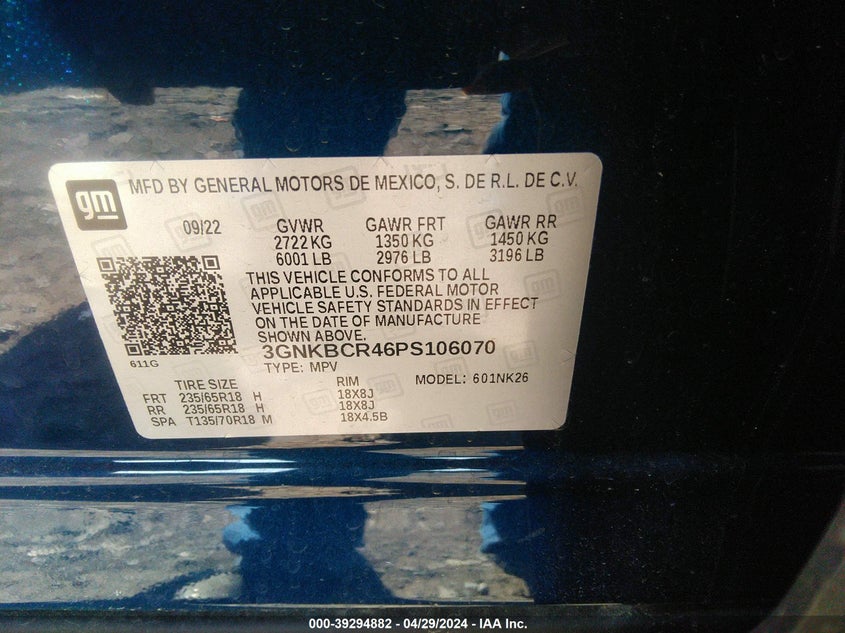 gm MFD BY GENERAL MOTORS DE MEXICO, S. DE R.L. DE C.V.
09/22 GVWR GAWR FRT GAWR RR
2722 KG 1350 KG 1450 KG
6001 LB 2976 LB 3196 LB
THIS VEHICLE CONFORMS TO ALL
APPLICABLE U.S. FEDERAL MOTOR
VEHICLE SAFETY STANDARDS IN EFFECT
ON THE DATE OF MANUFACTURE
SHOWN ABOVE.
611G 3GNKBCR46PS106070
TYPE: MPV
TIRE SIZE RIM MODEL: 601NK26
FRT 235/65R18 H 18X8J
RR 235/65R18 H 18X8J
SPA T135/70R18 M 18X4.5B
000-39294882 - 04/29/2024 - IAA Inc.